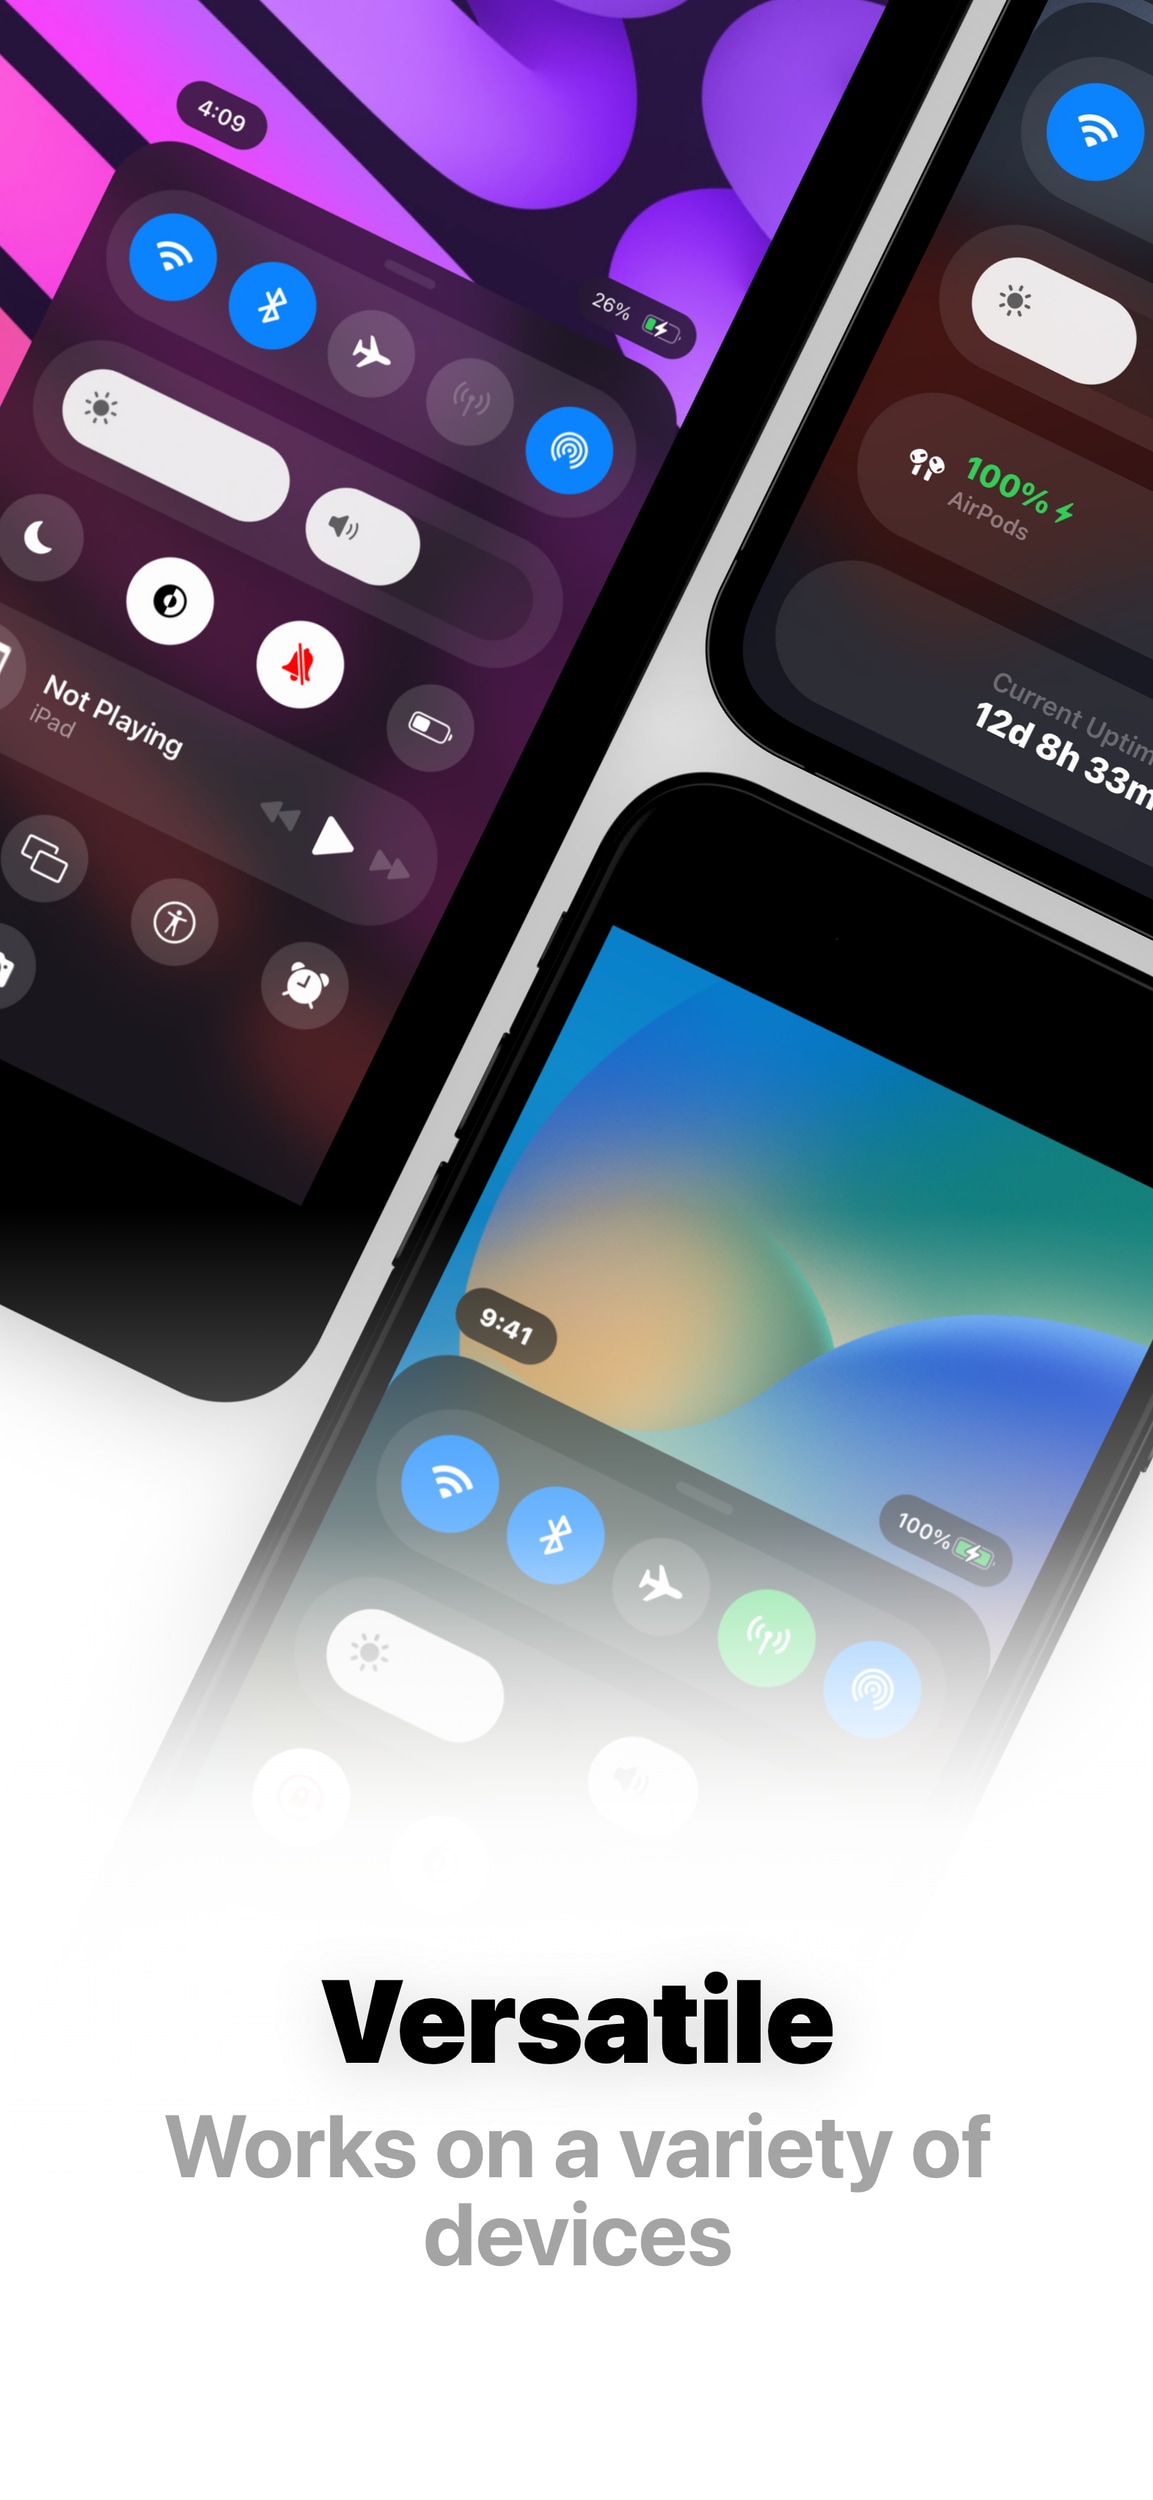 4:09
26%
100%
AirPods
Not Playing
iPad
Current Uptim
12d 8h 33m
9:41
100%
Versatile
Works on a variety of
devices